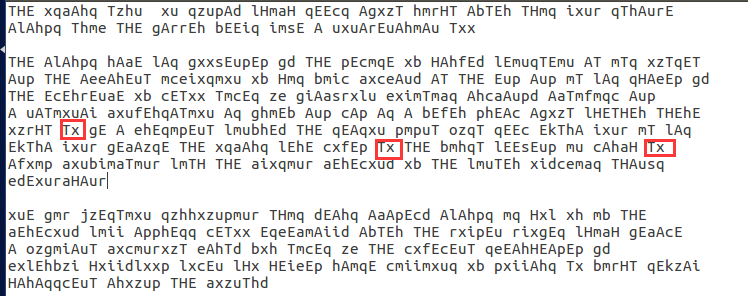 THE xqaAhq Tzhu  xu qzupAd lHmaH qEEcq AgxzT hmrHT AbTEh THmq ixur qThAurE
AlAhpq Thme THE gArrEh bEEiq imsE A uxuArEuAhmAu Txx

THE AlAhpq hAaE lAq gxxsEupEp gd THE pEcmqE xb HAhfEd lEmuqTEmu AT mTq xzTqET
Aup THE AeeAhEuT mceixqmxu xb Hmq bmic axceAud AT THE Eup Aup mT lAq qHAeEp gd
THE EcEhrEuaE xb cETxx TmcEq ze giAasrxlu eximTmaq AhcaAupd AaTmfmqc Aup
A uATmxuAi axufEhqATmxu Aq ghmEb Aup cAp Aq A bEfEh phEAc AgxzT lHETHEh THEhE
xzrHT Tx gE A ehEqmpEuT lmubhEd THE qEAqxu pmpuT ozqT qEEc EkThA ixur mT lAq
EkThA ixur gEaAzqE THE xqaAhq lEhE cxfEp Tx THE bmhqT lEEsEup mu cAhaH Tx
Afxmp axubimaTmur lmTH THE aixqmur aEhEcxud xb THE lmuTEh xidcemaq THAusq
edExuraHAur

xuE gmr jzEqTmxu qzhhxzupmur THmq dEAhq AaApEcd AlAhpq mq Hxl xh mb THE
aEhEcxud lmii ApphEqq cETxx EqeEamAiid AbTEh THE rxipEu rixgEq lHmaH gEaAcE
A ozgmiAuT axcmurxzT eAhTd bxh TmcEq ze THE cxfEcEuT qeEAhHEApEp gd
exlEhbzi Hxiidlxxp lxcEu lHx HEieEp hAmqE cmiimxuq xb pxiiAhq Tx bmrHT qEkzAi
HAhAqqcEuT Ahxzup THE axzuThd